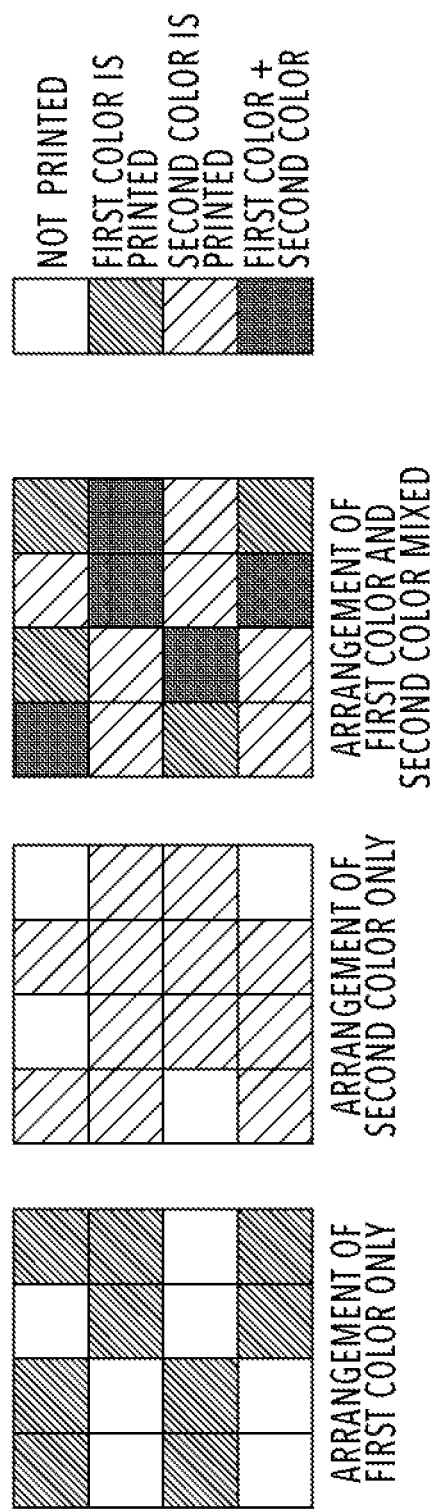 ARRANGEMENT OF
FIRST COLOR ONLY
ARRANGEMENT OF
SECOND COLOR ONLY
ARRANGEMENT OF
FIRST COLOR AND
SECOND COLOR MIXED
NOT PRINTED
FIRST COLOR IS
PRINTED
SECOND COLOR IS
PRINTED
FIRST COLOR +
SECOND COLOR